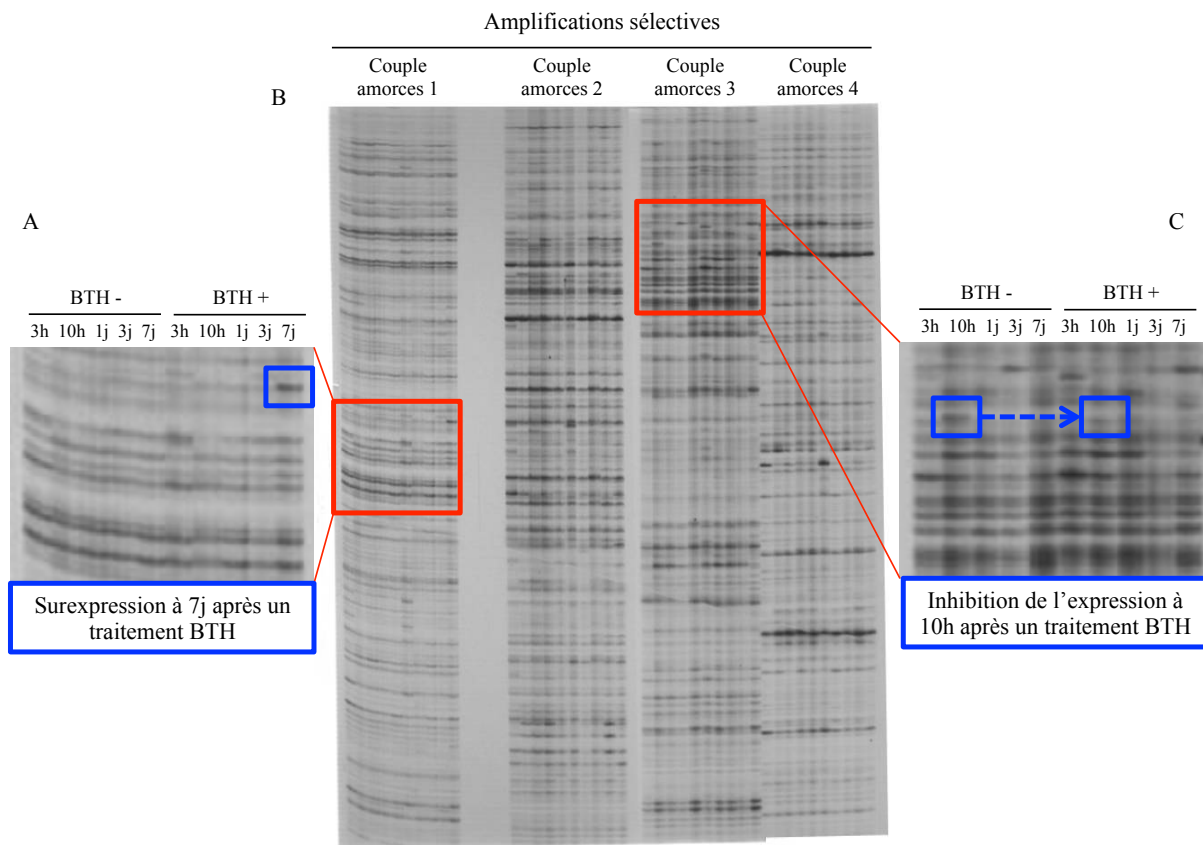 Amplifications sélectives
Couple
amorces 1
Couple
amorces 2
Couple
amorces 3
Couple
amorces 4
B
A
BTH -
BTH +
3h 10h 1j 3j 7j 3h 10h 1j 3j 7j
Surexpression à 7j après un
traitement BTH
C
BTH -
BTH +
3h 10h 1j 3j 7j 3h 10h 1j 3j 7j
Inhibition de l'expression à
10h après un traitement BTH